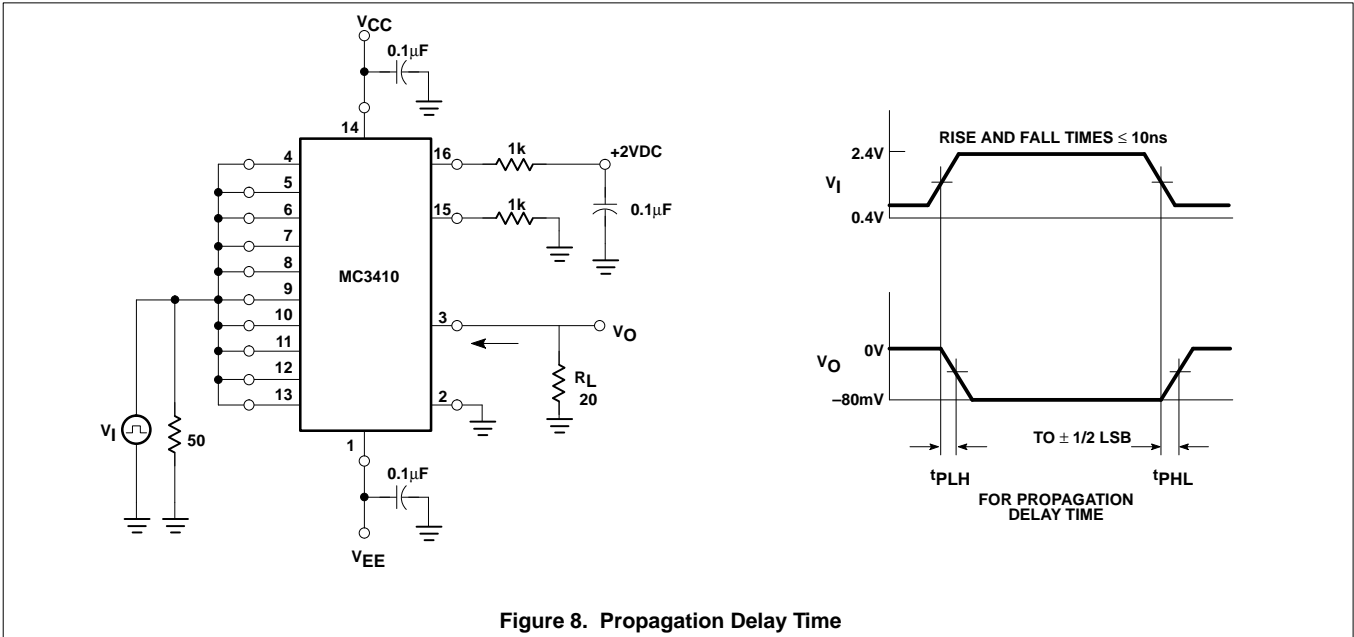 VCC
0.1µF
14
4
5
6
7
8
9
10
11
12
13
16
1k
+2VDC
15
1k
0.1µF
MC3410
3
VO
RL
20
2
1
VI
50
0.1µF
VEE
RISE AND FALL TIMES ≤ 10ns
2.4V
VI
0.4V
0V
VO
–80mV
TO ± 1/2 LSB
tPLH
tPHL
FOR PROPAGATION
DELAY TIME
Figure 8. Propagation Delay Time